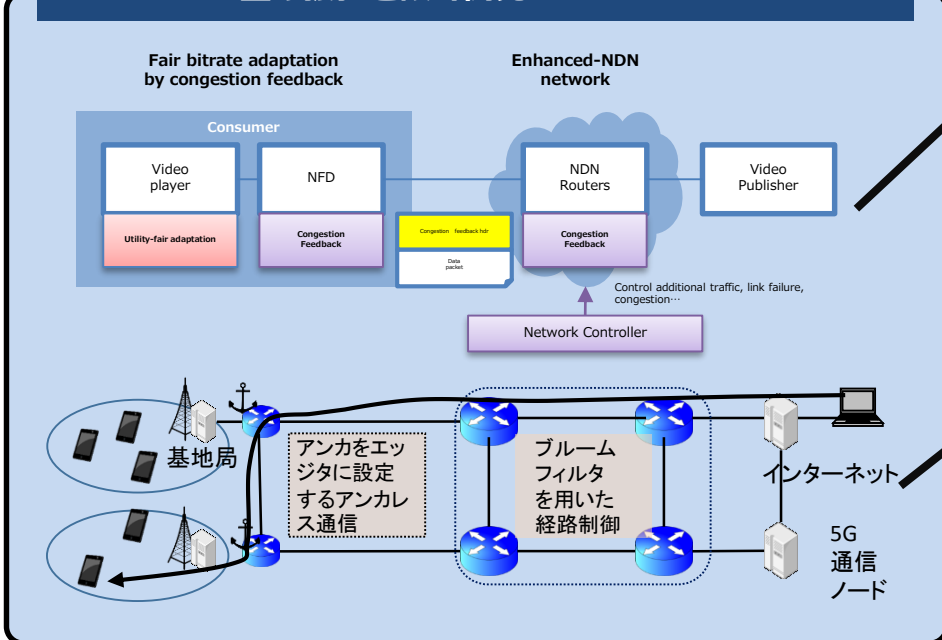 Fair bitrate adaptation
by congestion feedback
Enhanced-NDN
network
Consumer
Video
player
NFD
NDN
Routers
Video
Publisher
Utility-fair adaptation
Congestion
Feedback
Congestion feedback hdr
Data
packet
Congestion
Feedback
Control additional traffic, link failure,
congestion…
Network Controller
基地局
アンカをエッ
ジタに設定
するアンカレ
ス通信
ブルーム
フィルタ
を用いた
経路制御
インターネット
5G
通信
ノード